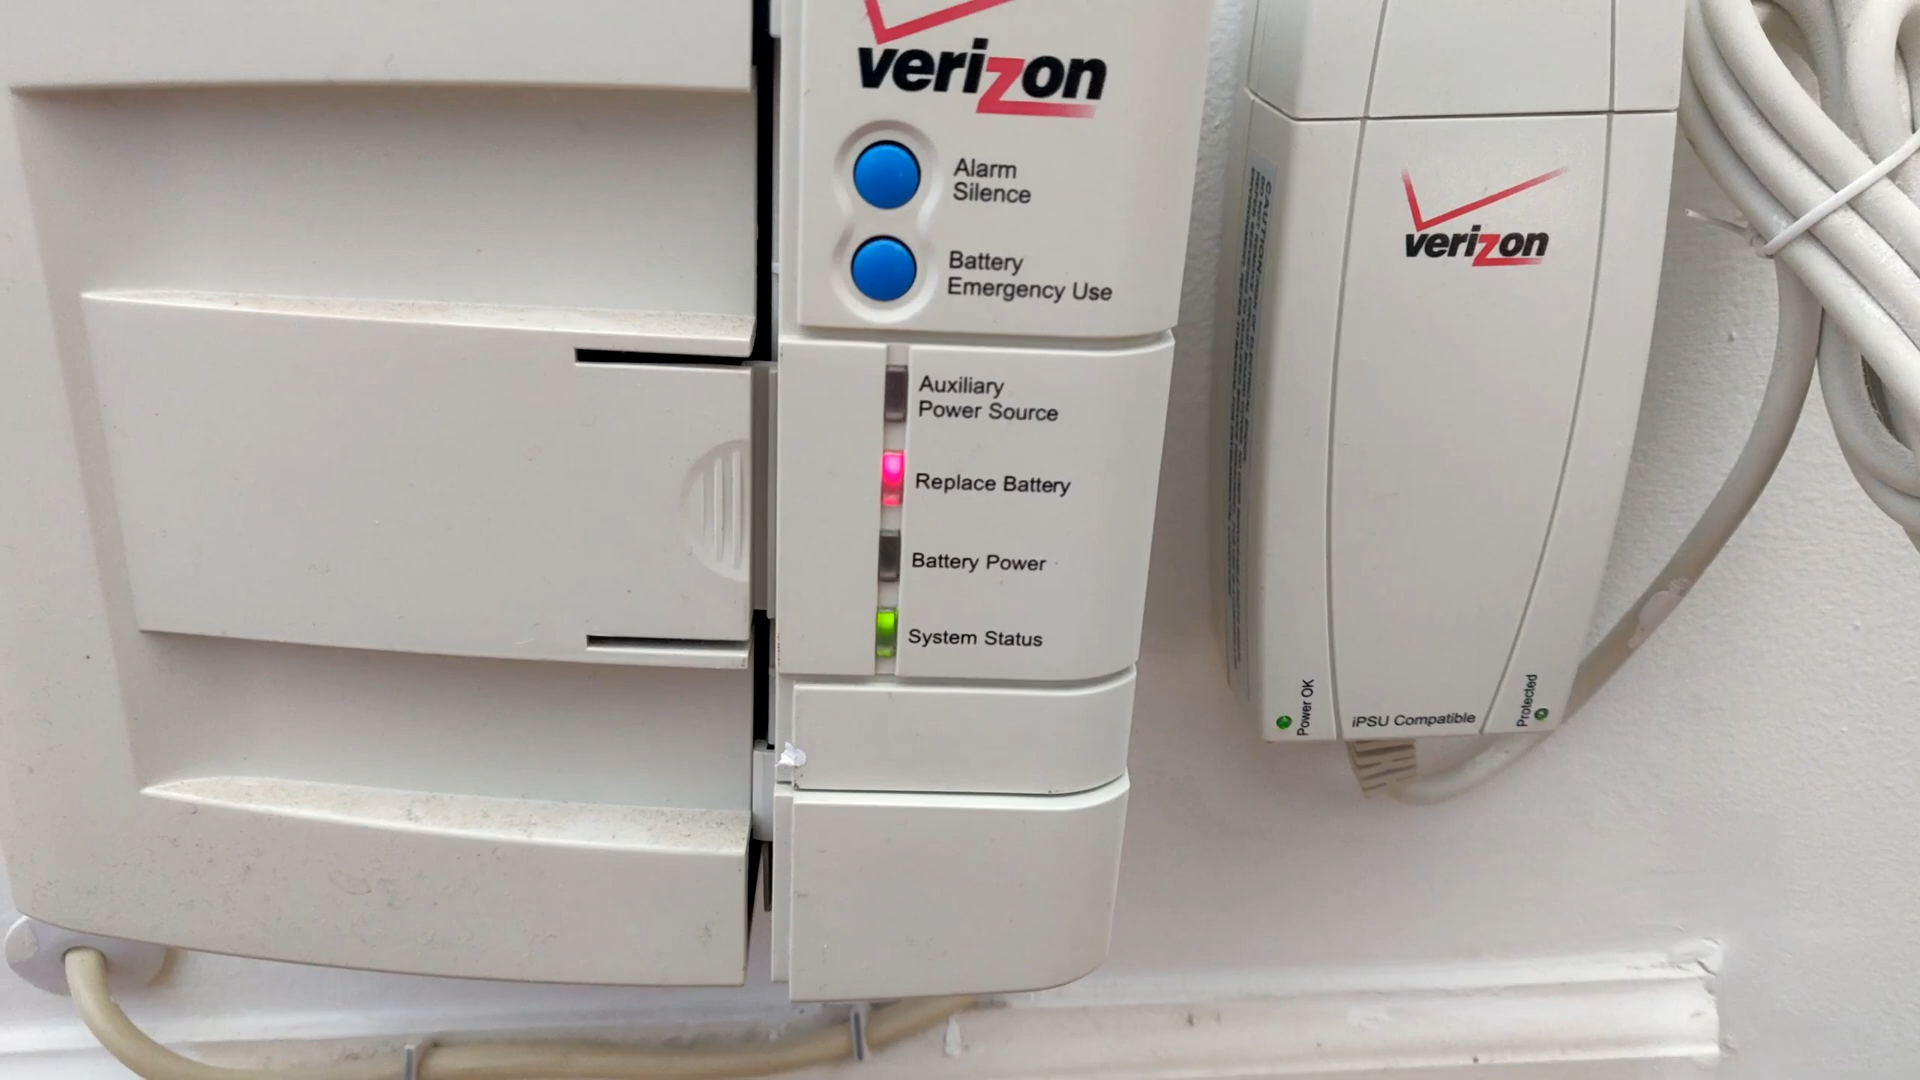 verizon
Alarm
Silence
Battery
Emergency Use
Auxiliary
Power Source
Replace Battery
Battery Power
System Status
verizon
Power OK
iPSU Compatible
Protected
CAUTION